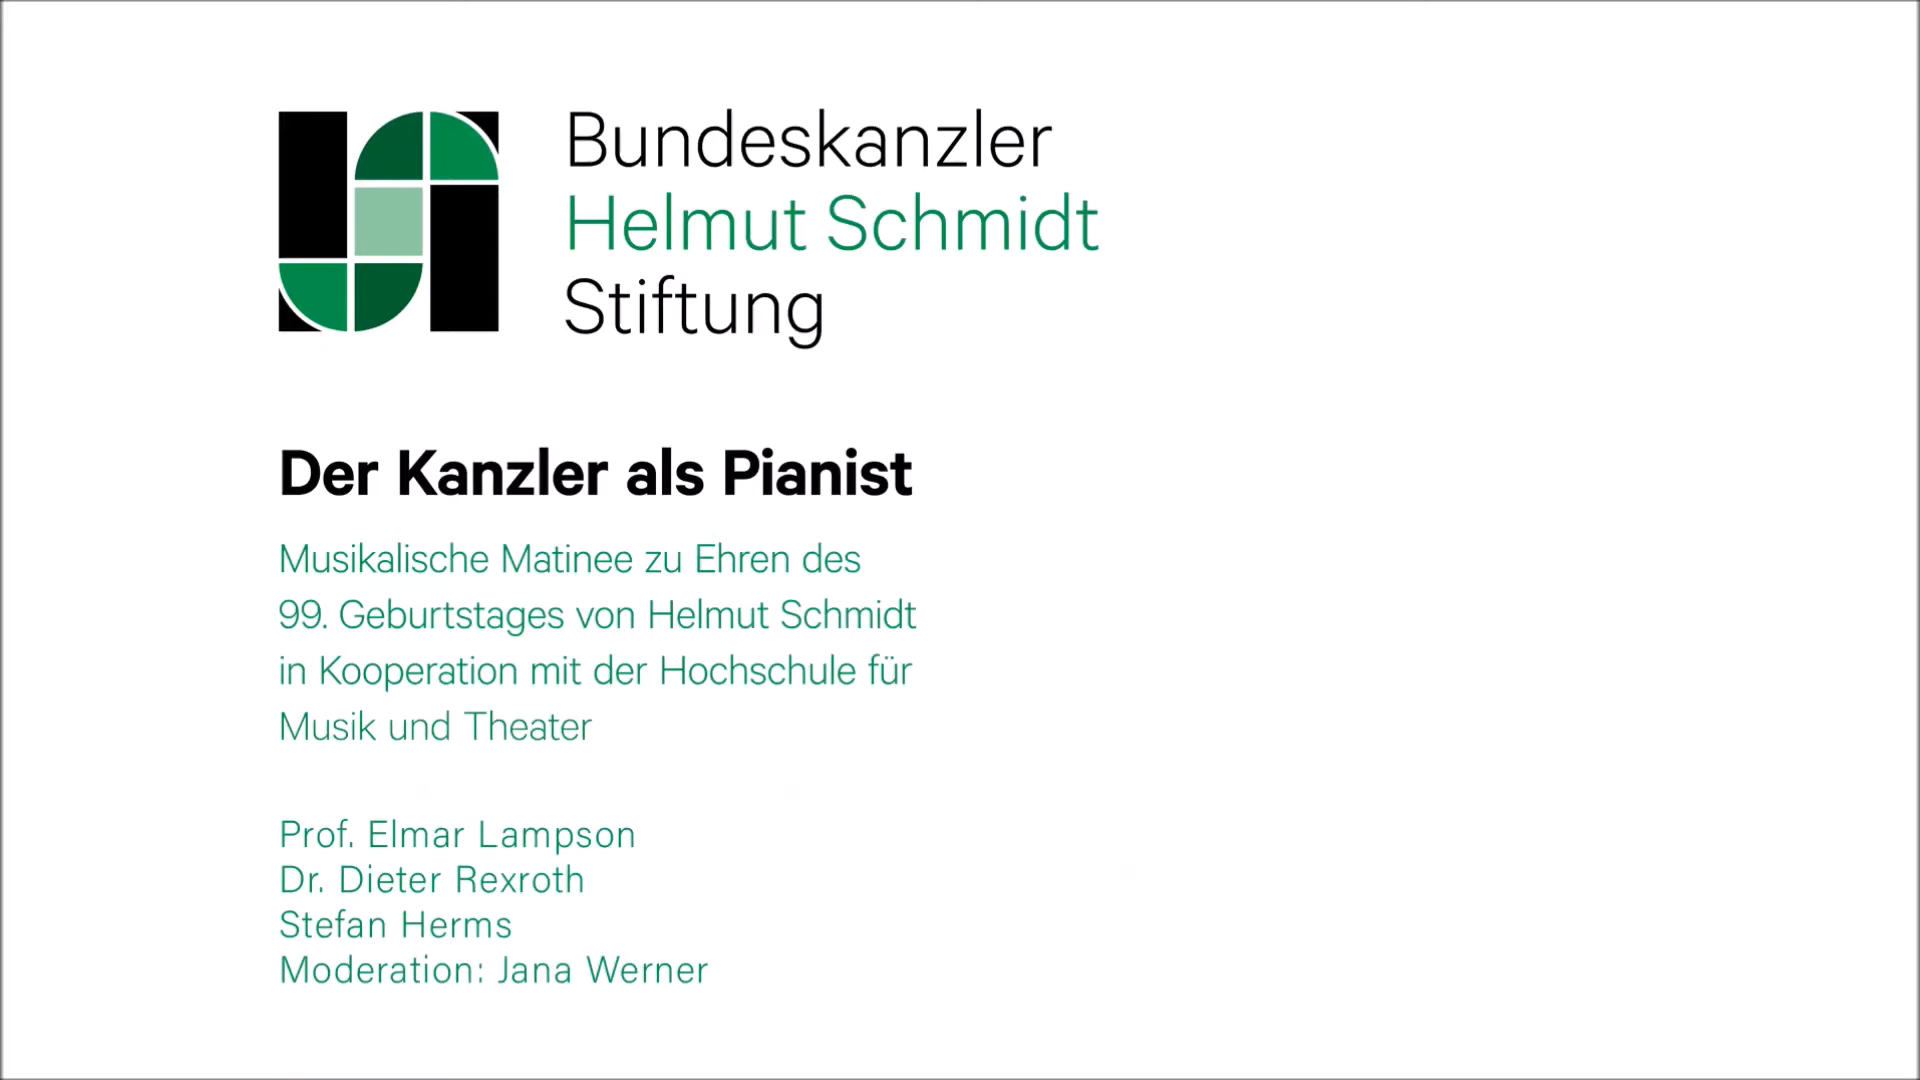 Bundeskanzler
Helmut Schmidt
Stiftung
Der Kanzler als Pianist
Musikalische Matinee zu Ehren des
99. Geburtstages von Helmut Schmidt
in Kooperation mit der Hochschule für
Musik und Theater
Prof. Elmar Lampson
Dr. Dieter Rexroth
Stefan Herms
Moderation: Jana Werner